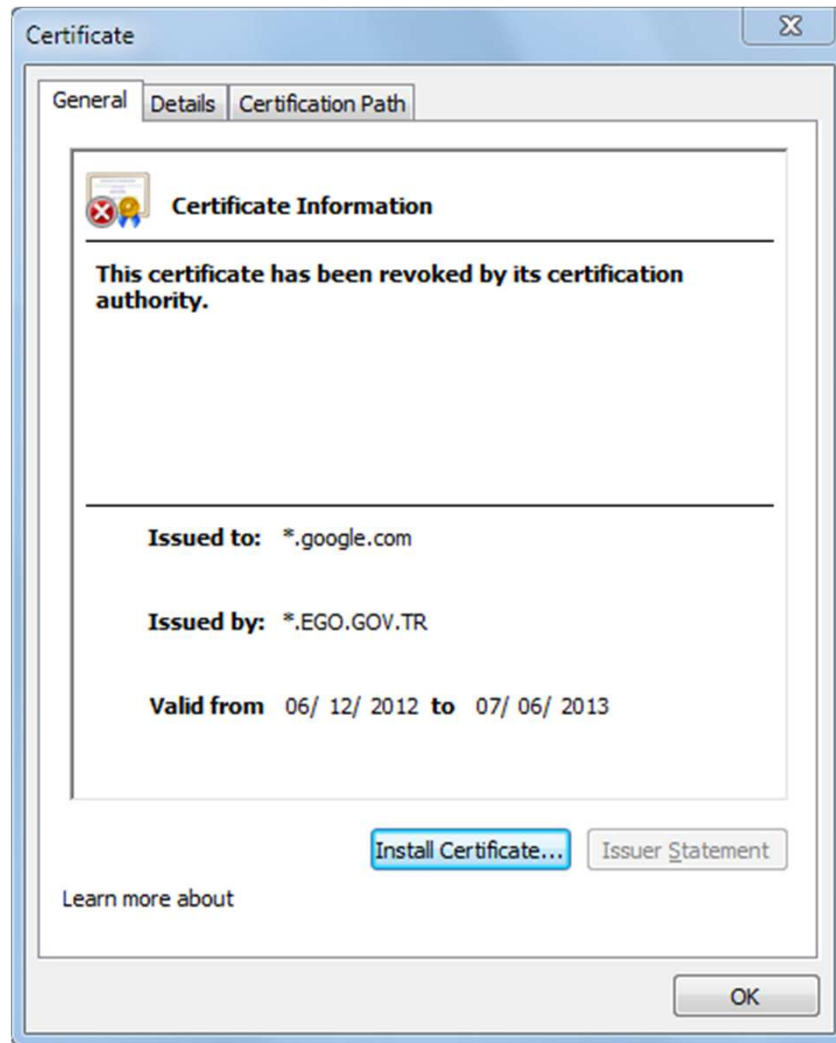 Certificate
General Details Certification Path
Certificate Information
This certificate has been revoked by its certification
authority.
Issued to: *.google.com
Issued by: *.EGO.GOV.TR
Valid from 06/ 12/ 2012 to 07/ 06/ 2013
Install Certificate... Issuer Statement
Learn more about
OK